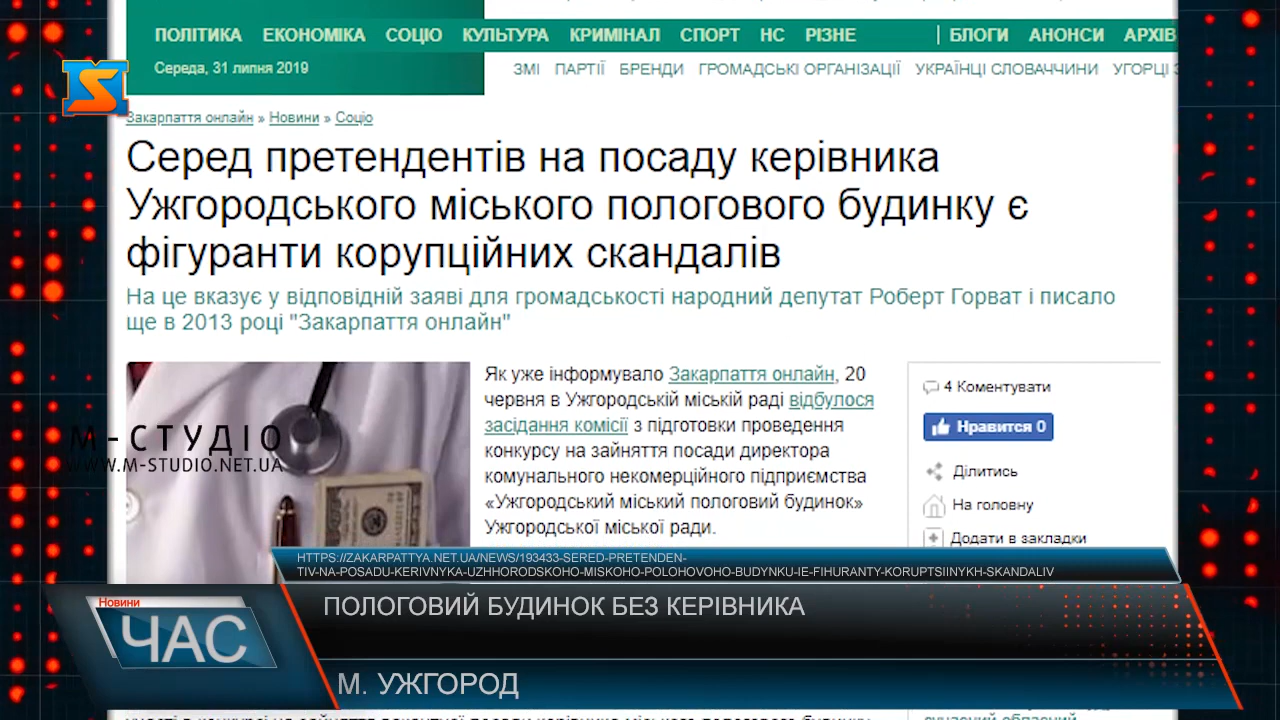 ПОЛІТИКА ЕКОНОМІКА СОЦІО КУЛЬТУРА КРИМІНАЛ СПОРТ НС РІЗНЕ | БЛОГИ АНОНСИ АРХІВ
Середа, 31 липня 2019
ЗМІ ПАРТІЇ БРЕНДИ ГРОМАДСЬКІ ОРГАНІЗАЦІЇ УКРАЇНЦІ СЛОВАЧЧИНИ УГОРЦІ З
Закарпаття онлайн » Новини » Соціо
Серед претендентів на посаду керівника
Ужгородського міського пологового будинку є
фігуранти корупційних скандалів
На це вказує у відповідній заяві для громадськості народний депутат Роберт Горват і писало
ще в 2013 році "Закарпаття онлайн"
Як уже інформувало Закарпаття онлайн, 20
червня в Ужгородській міській раді відбулося
засідання комісії з підготовки проведення
конкурсу на зайняття посади директора
комунального некомерційного підприємства
«Ужгородський міський пологовий будинок»
Ужгородської міської ради.
4 Коментувати
Нравится 0
Ділитись
На головну
Додати в закладки
М-СТУДІО
WWW.M-STUDIO.NET.UA
HTTPS://ZAKARPATTYA.NET.UA/NEWS/193433-SERED-PRETENDEN-
TIV-NA-POSADU-KERIVNYKA-UZHHORODSKOHO-MISKOHO-POLOHOVOHO-BUDYNKU-IE-FIHURANTY-KORUPTSIINYKH-SKANDALIV
Новини
ЧАС
ПОЛОГОВИЙ БУДИНОК БЕЗ КЕРІВНИКА
М. УЖГОРОД